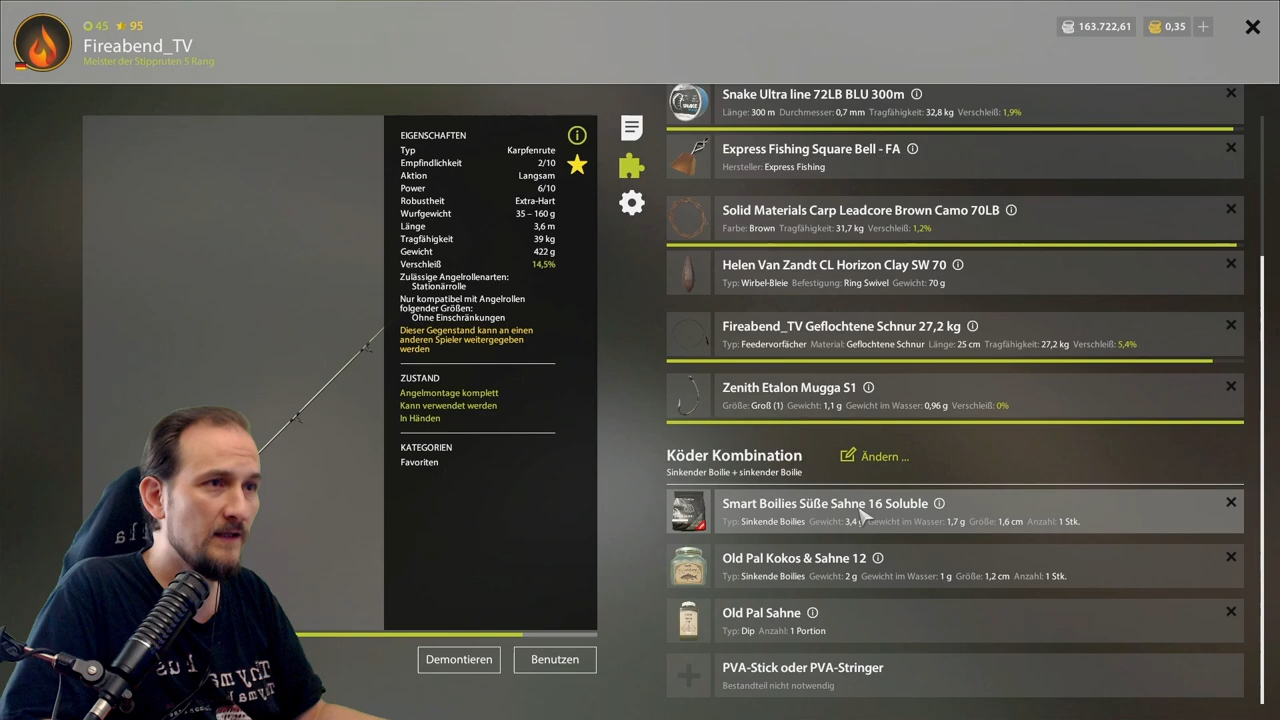 45 95
Fireabend_TV
Meister der Stippruten 5 Rang
163.722,61 0,35
EIGENSCHAFTEN
Typ Karpfenrute
Empfindlichkeit 2/10
Aktion Langsam
Power 6/10
Robustheit Extra-Hart
Wurfgewicht 35 – 160 g
Länge 3,6 m
Tragfähigkeit 39 kg
Gewicht 422 g
Verschleiß 14,5%
Zulässige Angelrollenarten:
Stationärrolle
Nur kompatibel mit Angelrollen
folgender Größen:
Ohne Einschränkungen
Dieser Gegenstand kann an einen
anderen Spieler weitergegeben
werden
ZUSTAND
Angelmontage komplett
Kann verwendet werden
In Händen
KATEGORIEN
Favoriten
Demontieren Benutzen
Snake Ultra line 72LB BLU 300m
Länge: 300 m Durchmesser: 0,7 mm Tragfähigkeit: 32,8 kg Verschleiß: 1,9%
Express Fishing Square Bell - FA
Hersteller: Express Fishing
Solid Materials Carp Leadcore Brown Camo 70LB
Farbe: Brown Tragfähigkeit: 31,7 kg Verschleiß: 1,2%
Helen Van Zandt CL Horizon Clay SW 70
Typ: Wirbel-Bleie Befestigung: Ring Swivel Gewicht: 70 g
Fireabend_TV Geflochtene Schnur 27,2 kg
Typ: Feedervorfächer Material: Geflochtene Schnur Länge: 25 cm Tragfähigkeit: 27,2 kg Verschleiß: 5,4%
Zenith Etalon Mugga S1
Größe: Groß (1) Gewicht: 1,1 g Gewicht im Wasser: 0,96 g Verschleiß: 0%
Köder Kombination Ändern ...
Sinkender Boilie + sinkender Boilie
Smart Boilies Süße Sahne 16 Soluble
Typ: Sinkende Boilies Gewicht: 3,4 Gewicht im Wasser: 1,7 g Größe: 1,6 cm Anzahl: 1 Stk.
Old Pal Kokos & Sahne 12
Typ: Sinkende Boilies Gewicht: 2 g Gewicht im Wasser: 1 g Größe: 1,2 cm Anzahl: 1 Stk.
Old Pal Sahne
Typ: Dip Anzahl: 1 Portion
PVA-Stick oder PVA-Stringer
Bestandteil nicht notwendig